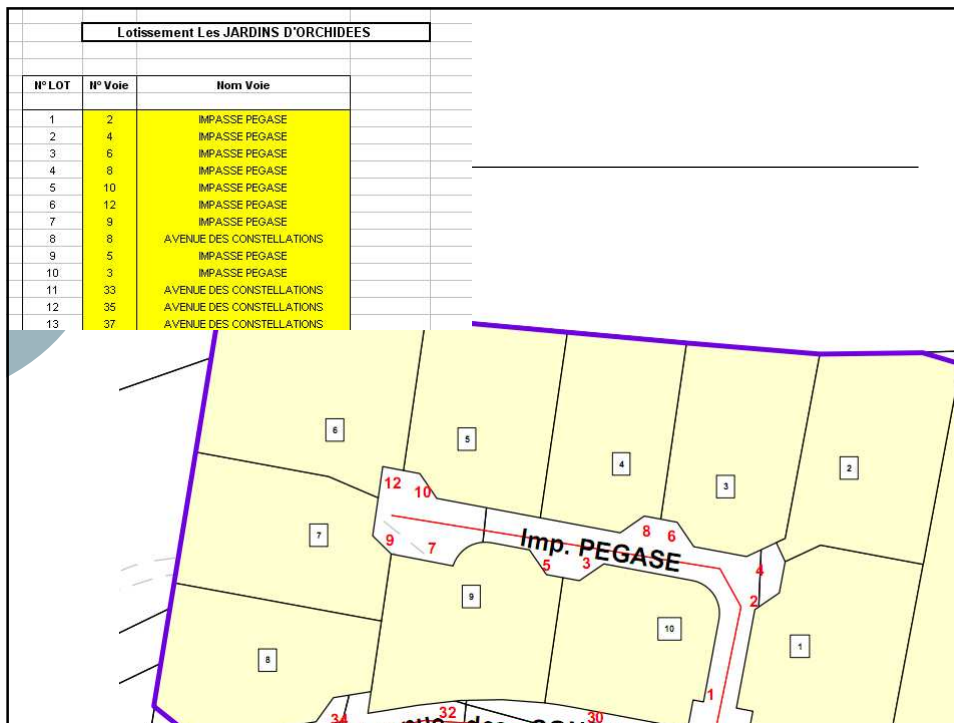 Lotissement Les JARDINS D'ORCHIDEES
N° LOT N° Voie Nom Voie
1 2 IMPASSE PEGASE
2 4 IMPASSE PEGASE
3 6 IMPASSE PEGASE
4 8 IMPASSE PEGASE
5 10 IMPASSE PEGASE
6 12 IMPASSE PEGASE
7 9 IMPASSE PEGASE
8 8 AVENUE DES CONSTELLATIONS
9 5 IMPASSE PEGASE
10 3 IMPASSE PEGASE
11 33 AVENUE DES CONSTELLATIONS
12 35 AVENUE DES CONSTELLATIONS
13 37 AVENUE DES CONSTELLATIONS
6
5
4
3
2
12
10
8
6
7
9
7
Imp. PEGASE
5
3
4
2
9
10
1
8
1
34
32
des
30